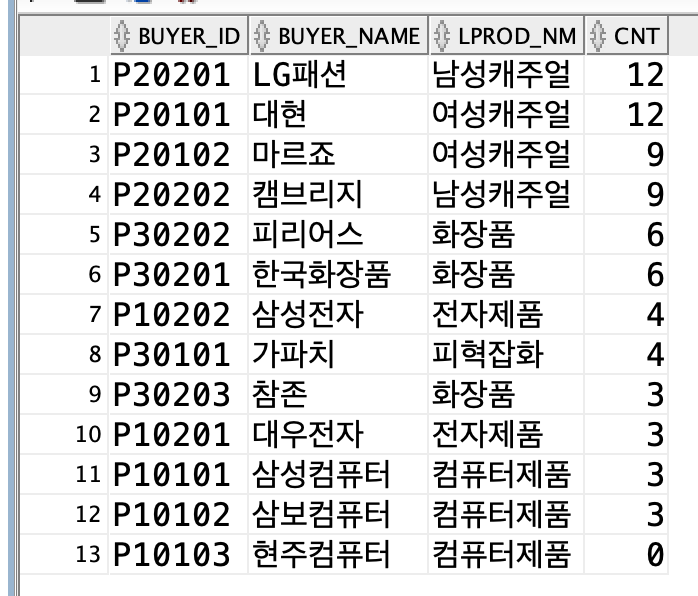 BUYER_ID BUYER_NAME LPROD_NM CNT
1 P20201 LG패션 남성캐주얼 12
2 P20101 대현 여성캐주얼 12
3 P20102 마르죠 여성캐주얼 9
4 P20202 캠브리지 남성캐주얼 9
5 P30202 피리어스 화장품 6
6 P30201 한국화장품 화장품 6
7 P10202 삼성전자 전자제품 4
8 P30101 가파치 피혁잡화 4
9 P30203 참존 화장품 3
10 P10201 대우전자 전자제품 3
11 P10101 삼성컴퓨터 컴퓨터제품 3
12 P10102 삼보컴퓨터 컴퓨터제품 3
13 P10103 현주컴퓨터 컴퓨터제품 0